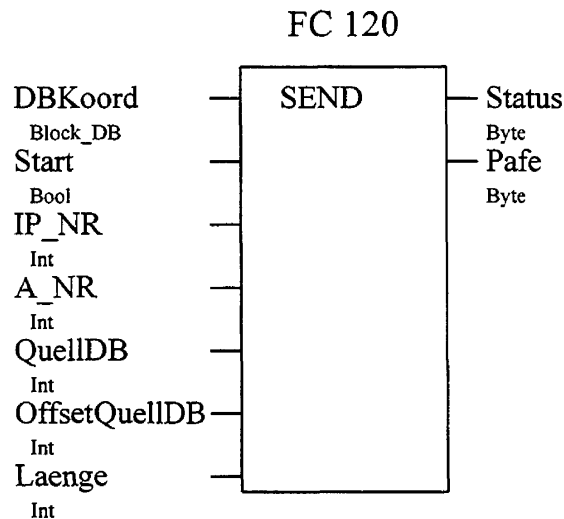 FC 120
DBKoord SEND Status
Block_DB Byte
Start Pafe
Bool Byte
IP_NR
Int
A_NR
Int
QuellDB
Int
OffsetQuellDB
Int
Laenge
Int